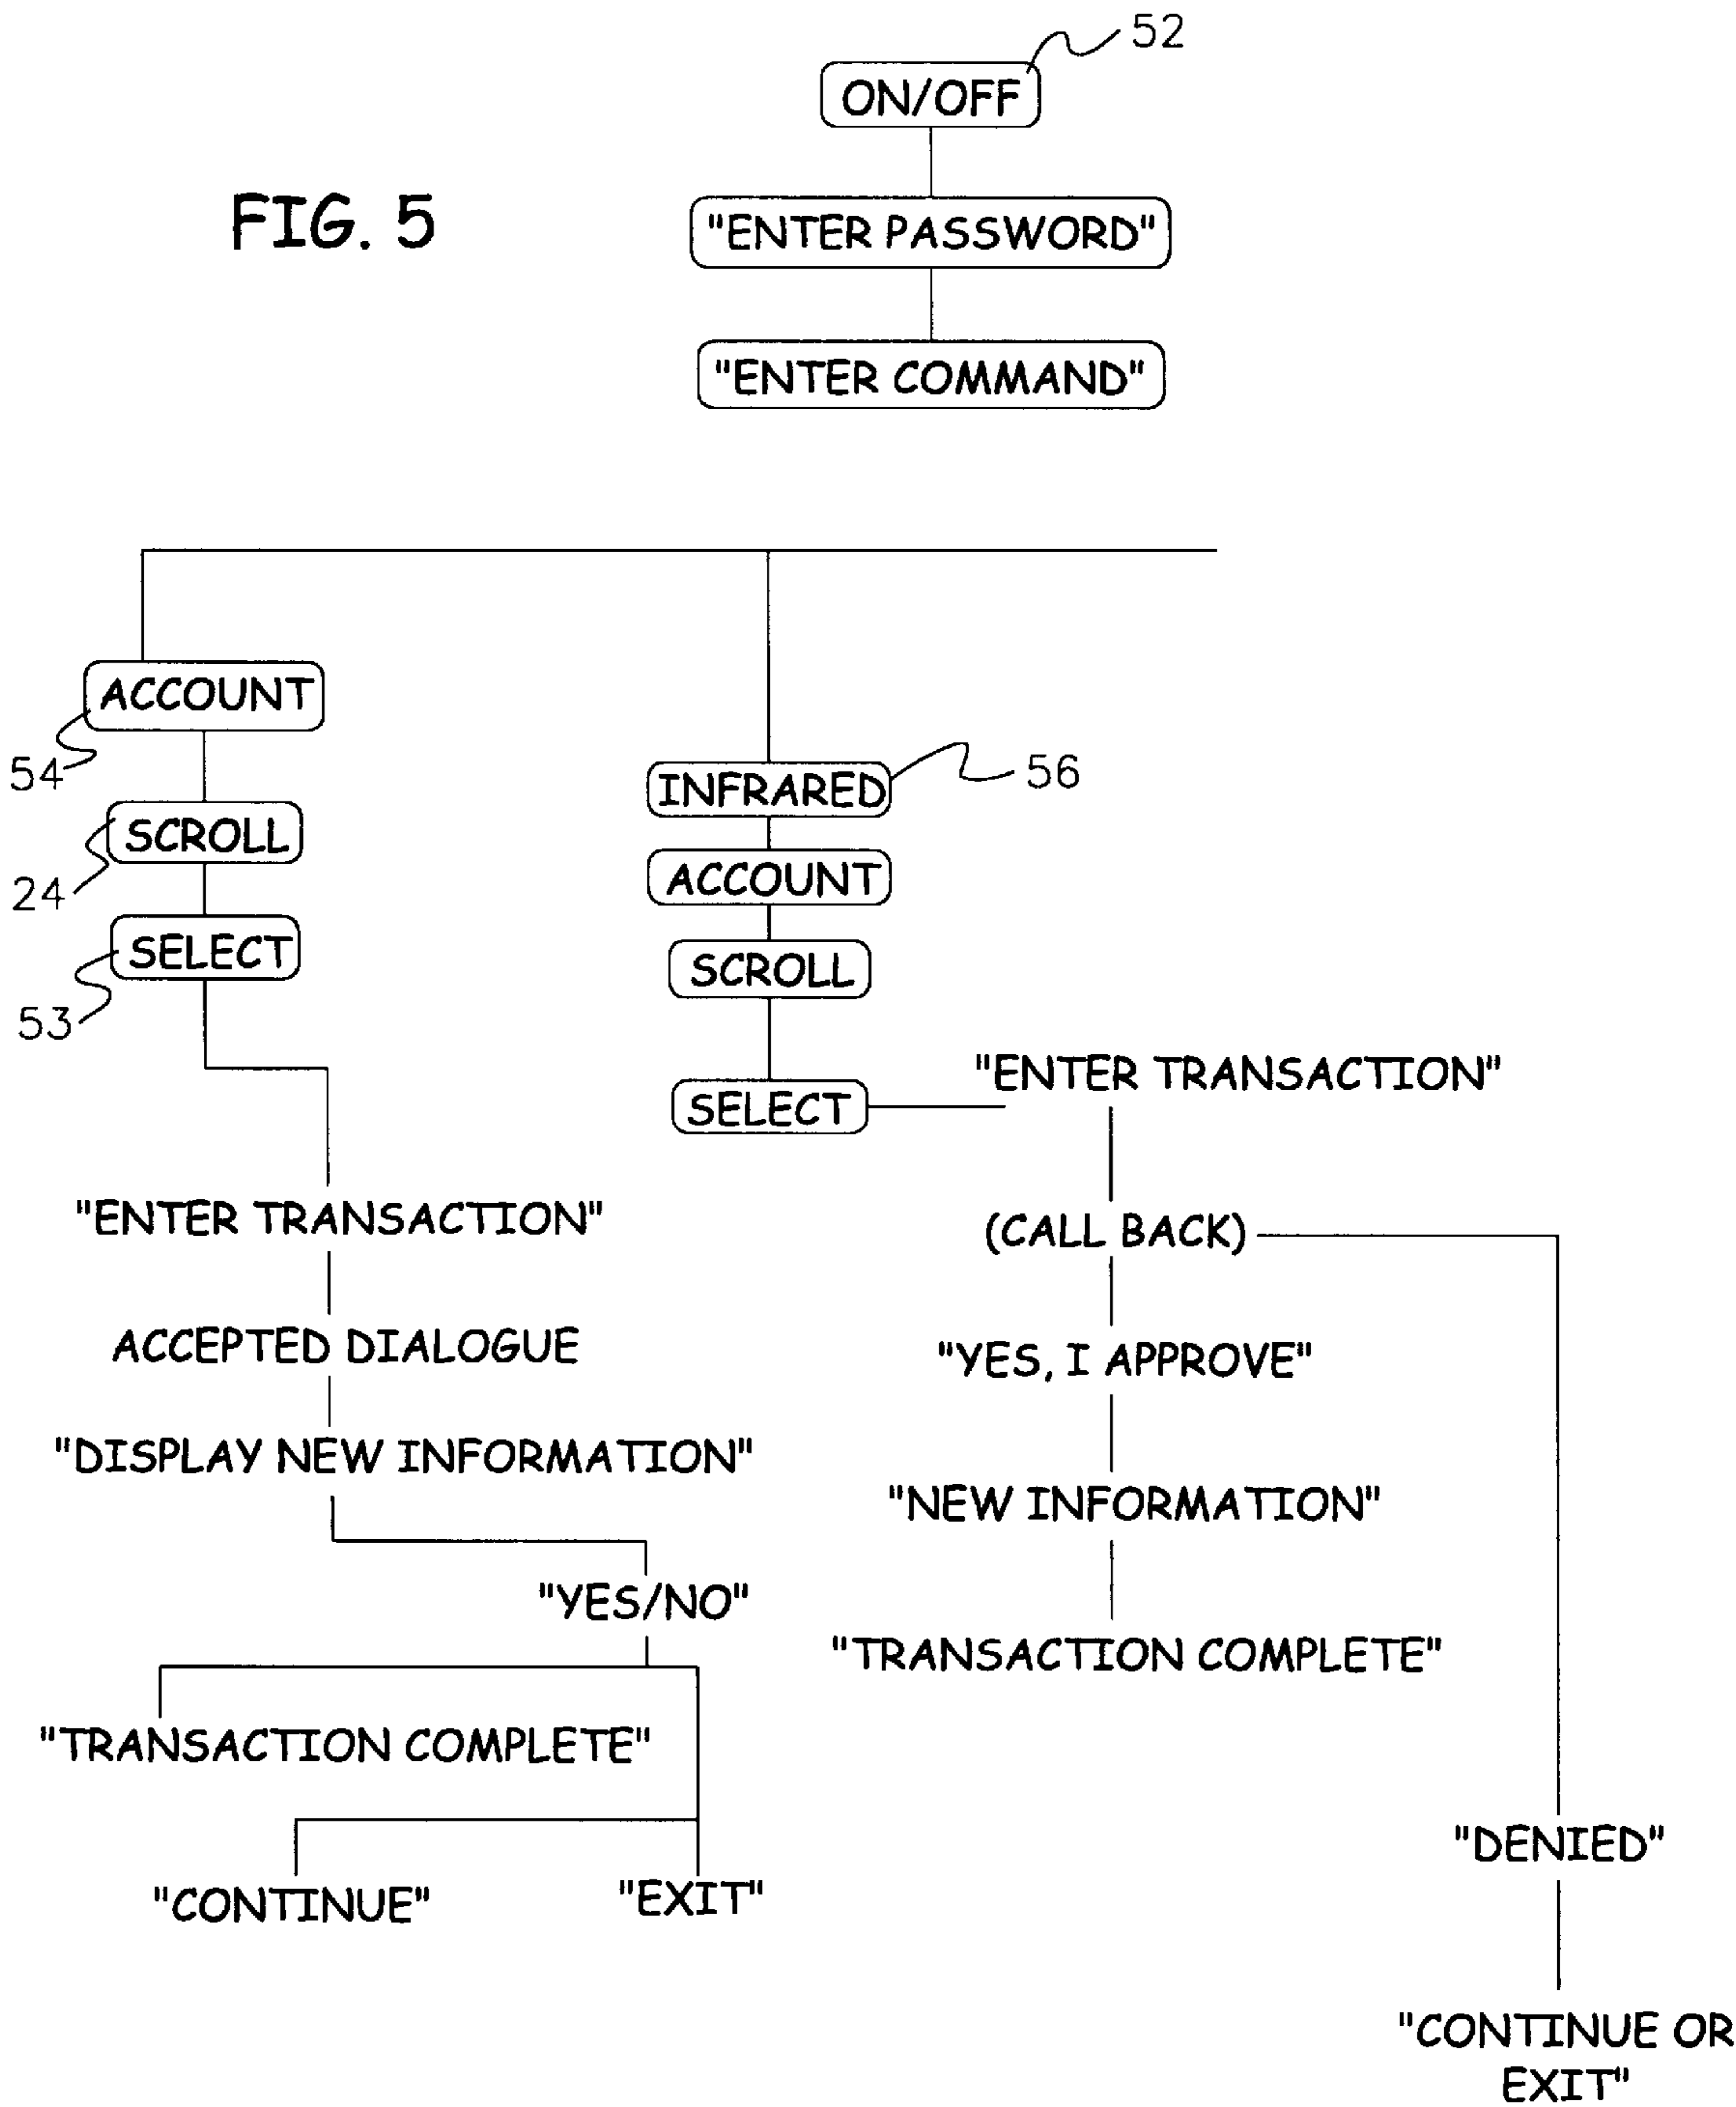 52
ON/OFF
FIG. 5
"ENTER PASSWORD"
"ENTER COMMAND"
ACCOUNT
54
SCROLL
24
SELECT
53
INFRARED
56
ACCOUNT
SCROLL
SELECT
"ENTER TRANSACTION"
"ENTER TRANSACTION"
ACCEPTED DIALOGUE
"DISPLAY NEW INFORMATION"
"YES/NO"
"TRANSACTION COMPLETE"
"CONTINUE"
"EXIT"
(CALL BACK)
"YES, I APPROVE"
"NEW INFORMATION"
"TRANSACTION COMPLETE"
"DENIED"
"CONTINUE OR
EXIT"